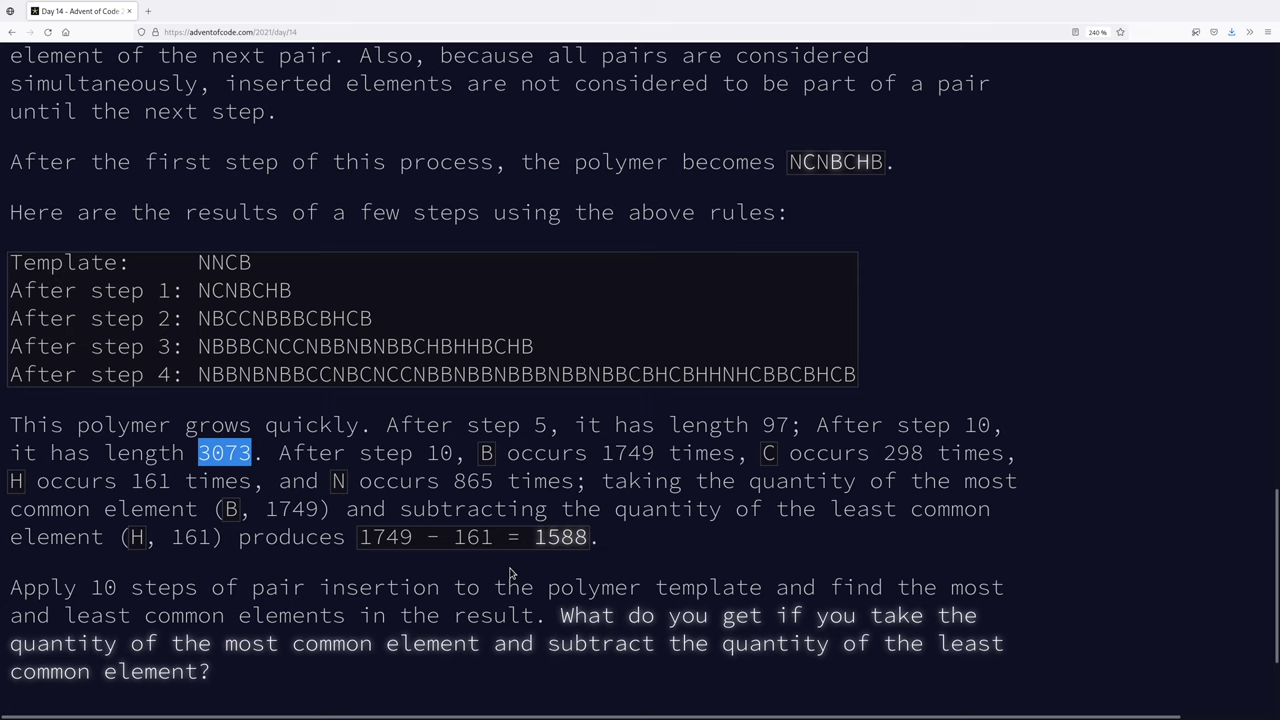 Day 14 - Advent of Code 2
https://adventofcode.com/2021/day/14
240 %
element of the next pair. Also, because all pairs are considered
simultaneously, inserted elements are not considered to be part of a pair
until the next step.
After the first step of this process, the polymer becomes NCNBCHB.
Here are the results of a few steps using the above rules:
Template: NNCB
After step 1: NCNBCHB
After step 2: NBCCNBBBCBHCB
After step 3: NBBBCNCCNBBNBNBBCHBHHBCHB
After step 4: NBBNBNBBCCNBCNCCNBBNBBNBBBNBBNBBCBHCBHHNHCBBCBHCB
This polymer grows quickly. After step 5, it has length 97; After step 10,
it has length 3073. After step 10, B occurs 1749 times, C occurs 298 times,
H occurs 161 times, and N occurs 865 times; taking the quantity of the most
common element (B, 1749) and subtracting the quantity of the least common
element (H, 161) produces 1749 - 161 = 1588.
Apply 10 steps of pair insertion to the polymer template and find the most
and least common elements in the result. What do you get if you take the
quantity of the most common element and subtract the quantity of the least
common element?